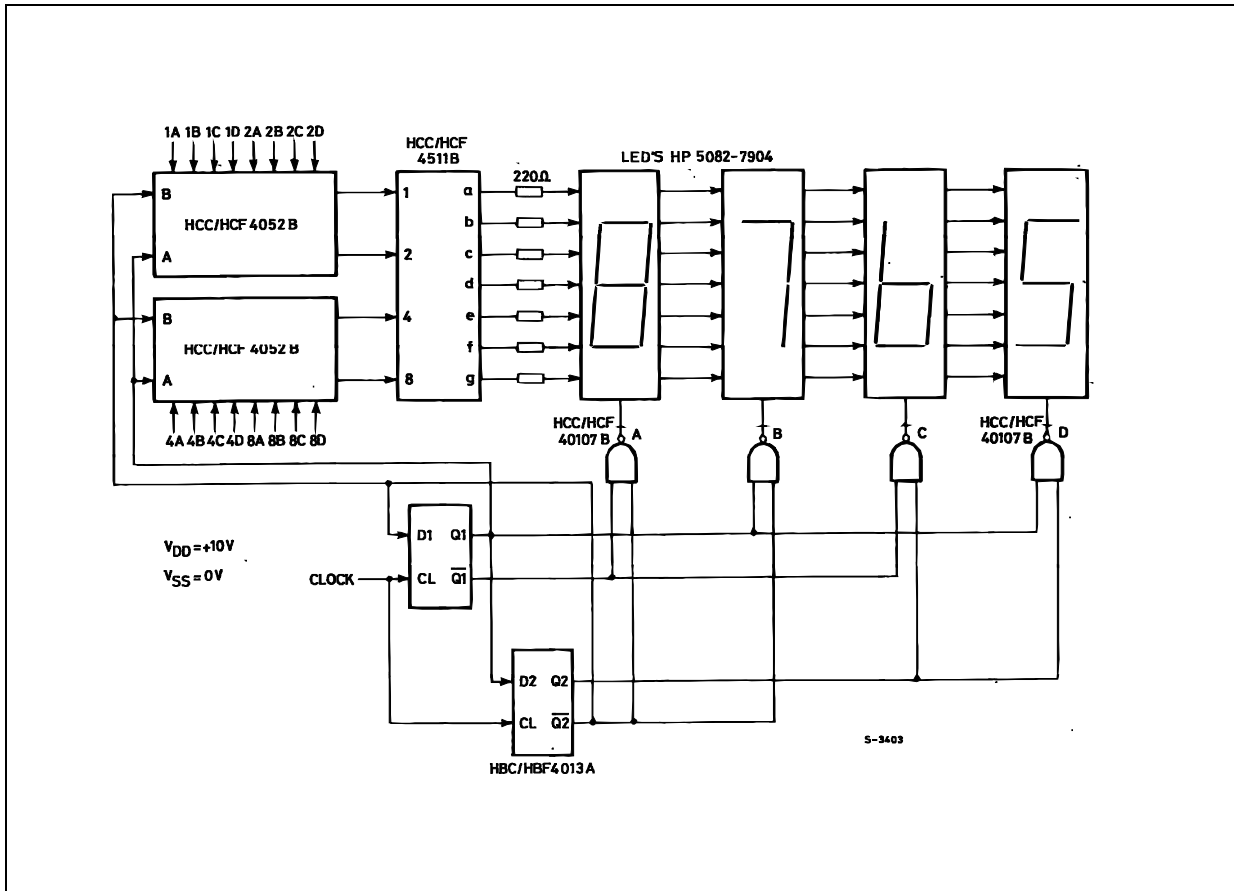 1A 1B 1C 1D 2A 2B 2C 2D
HCC/HCF
4511B
LED'S HP 5082-7904
220Ω
B
HCC/HCF 4052 B
A
1
2
4
8
a
b
c
d
e
f
g
B
HCC/HCF 4052 B
A
4A 4B 4C 4D 8A 8B 8C 8D
HCC/HCF
40107 B
A
B
C
HCC/HCF
40107 B
D
VDD=+10V
VSS=0V
CLOCK
D1 Q1
CL Q1̅
D2 Q2
CL Q2̅
HBC/HBF4013A
S-3403